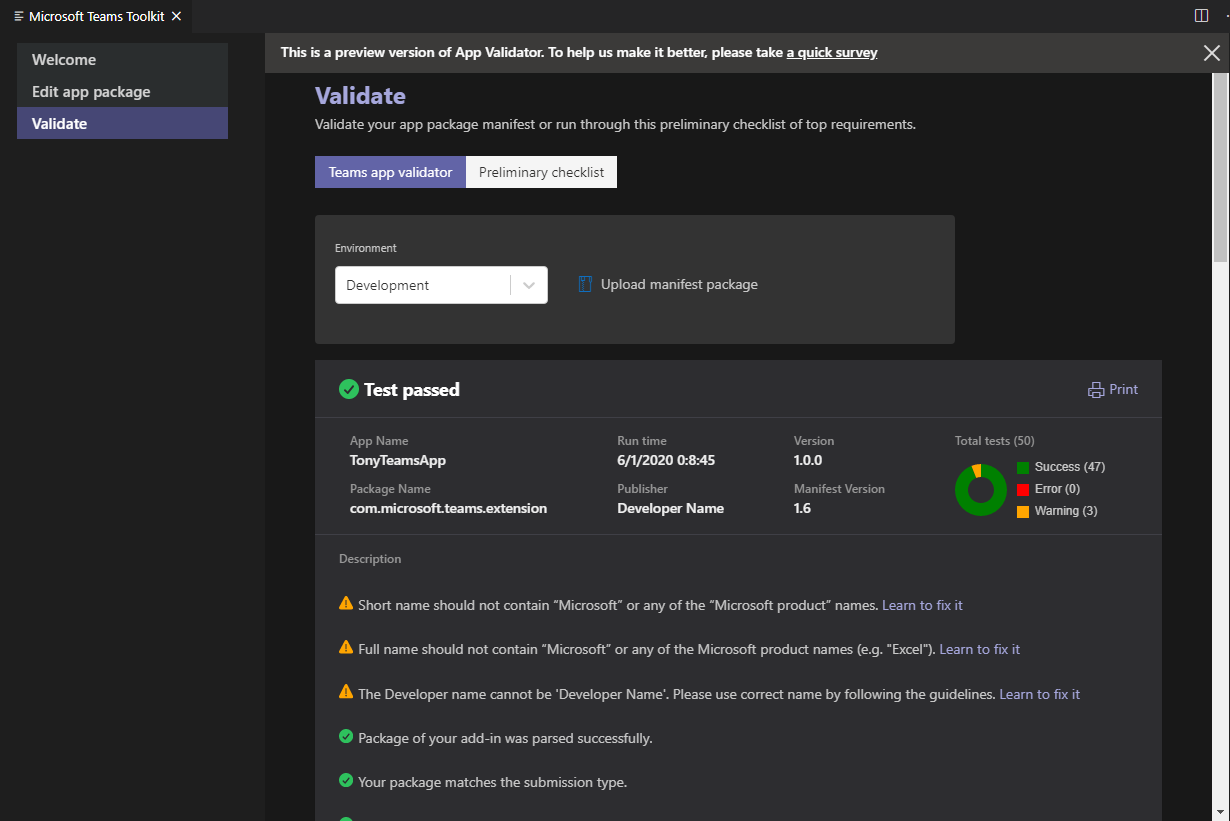 Microsoft Teams Toolkit
Welcome
Edit app package
Validate
This is a preview version of App Validator. To help us make it better, please take a quick survey
Validate
Validate your app package manifest or run through this preliminary checklist of top requirements.
Teams app validator
Preliminary checklist
Environment
Development
Upload manifest package
Test passed
Print
App Name
TonyTeamsApp
Run time
6/1/2020 0:8:45
Version
1.0.0
Total tests (50)
Success (47)
Error (0)
Warning (3)
Package Name
com.microsoft.teams.extension
Publisher
Developer Name
Manifest Version
1.6
Description
Short name should not contain “Microsoft” or any of the “Microsoft product” names. Learn to fix it
Full name should not contain “Microsoft” or any of the Microsoft product names (e.g. "Excel"). Learn to fix it
The Developer name cannot be 'Developer Name'. Please use correct name by following the guidelines. Learn to fix it
Package of your add-in was parsed successfully.
Your package matches the submission type.